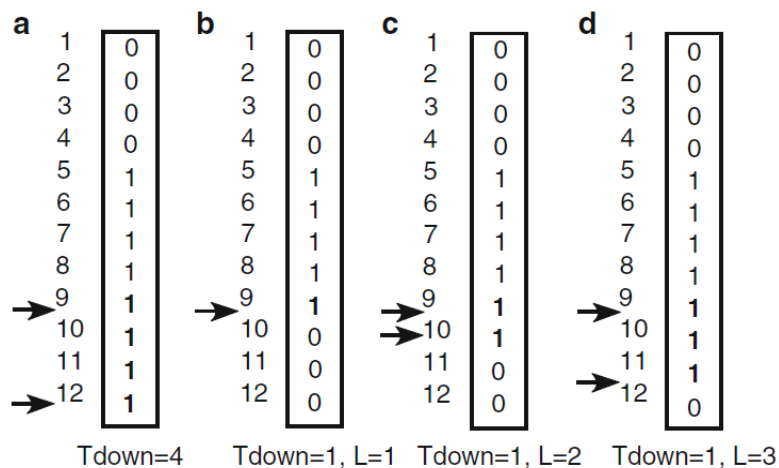 a b c d
1 0 1 0 1 0 1 0
2 0 2 0 2 0 2 0
3 0 3 0 3 0 3 0
4 0 4 0 4 0 4 0
5 1 5 1 5 1 5 1
6 1 6 1 6 1 6 1
7 1 7 1 7 1 7 1
8 1 8 1 8 1 8 1
9 1 9 1 9 1 9 1
10 1 10 0 10 1 10 1
11 1 11 0 11 0 11 1
12 1 12 0 12 0 12 0
Tdown=4 Tdown=1, L=1 Tdown=1, L=2 Tdown=1, L=3